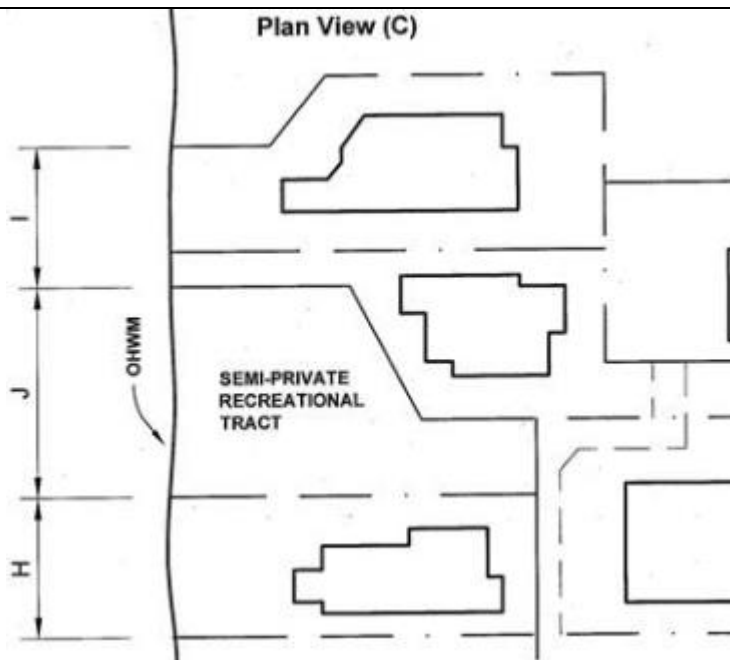 Plan View (C)
I
OHWM
J
SEMI-PRIVATE
RECREATIONAL
TRACT
H